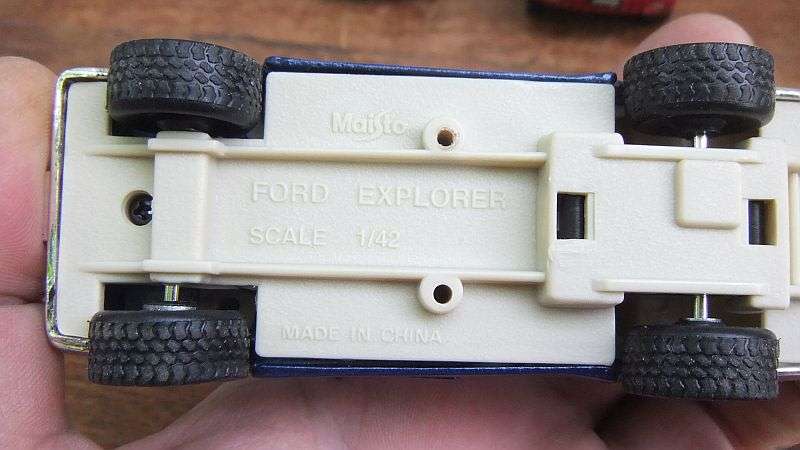 Maisto
FORD EXPLORER
SCALE 1/42
MADE IN CHINA